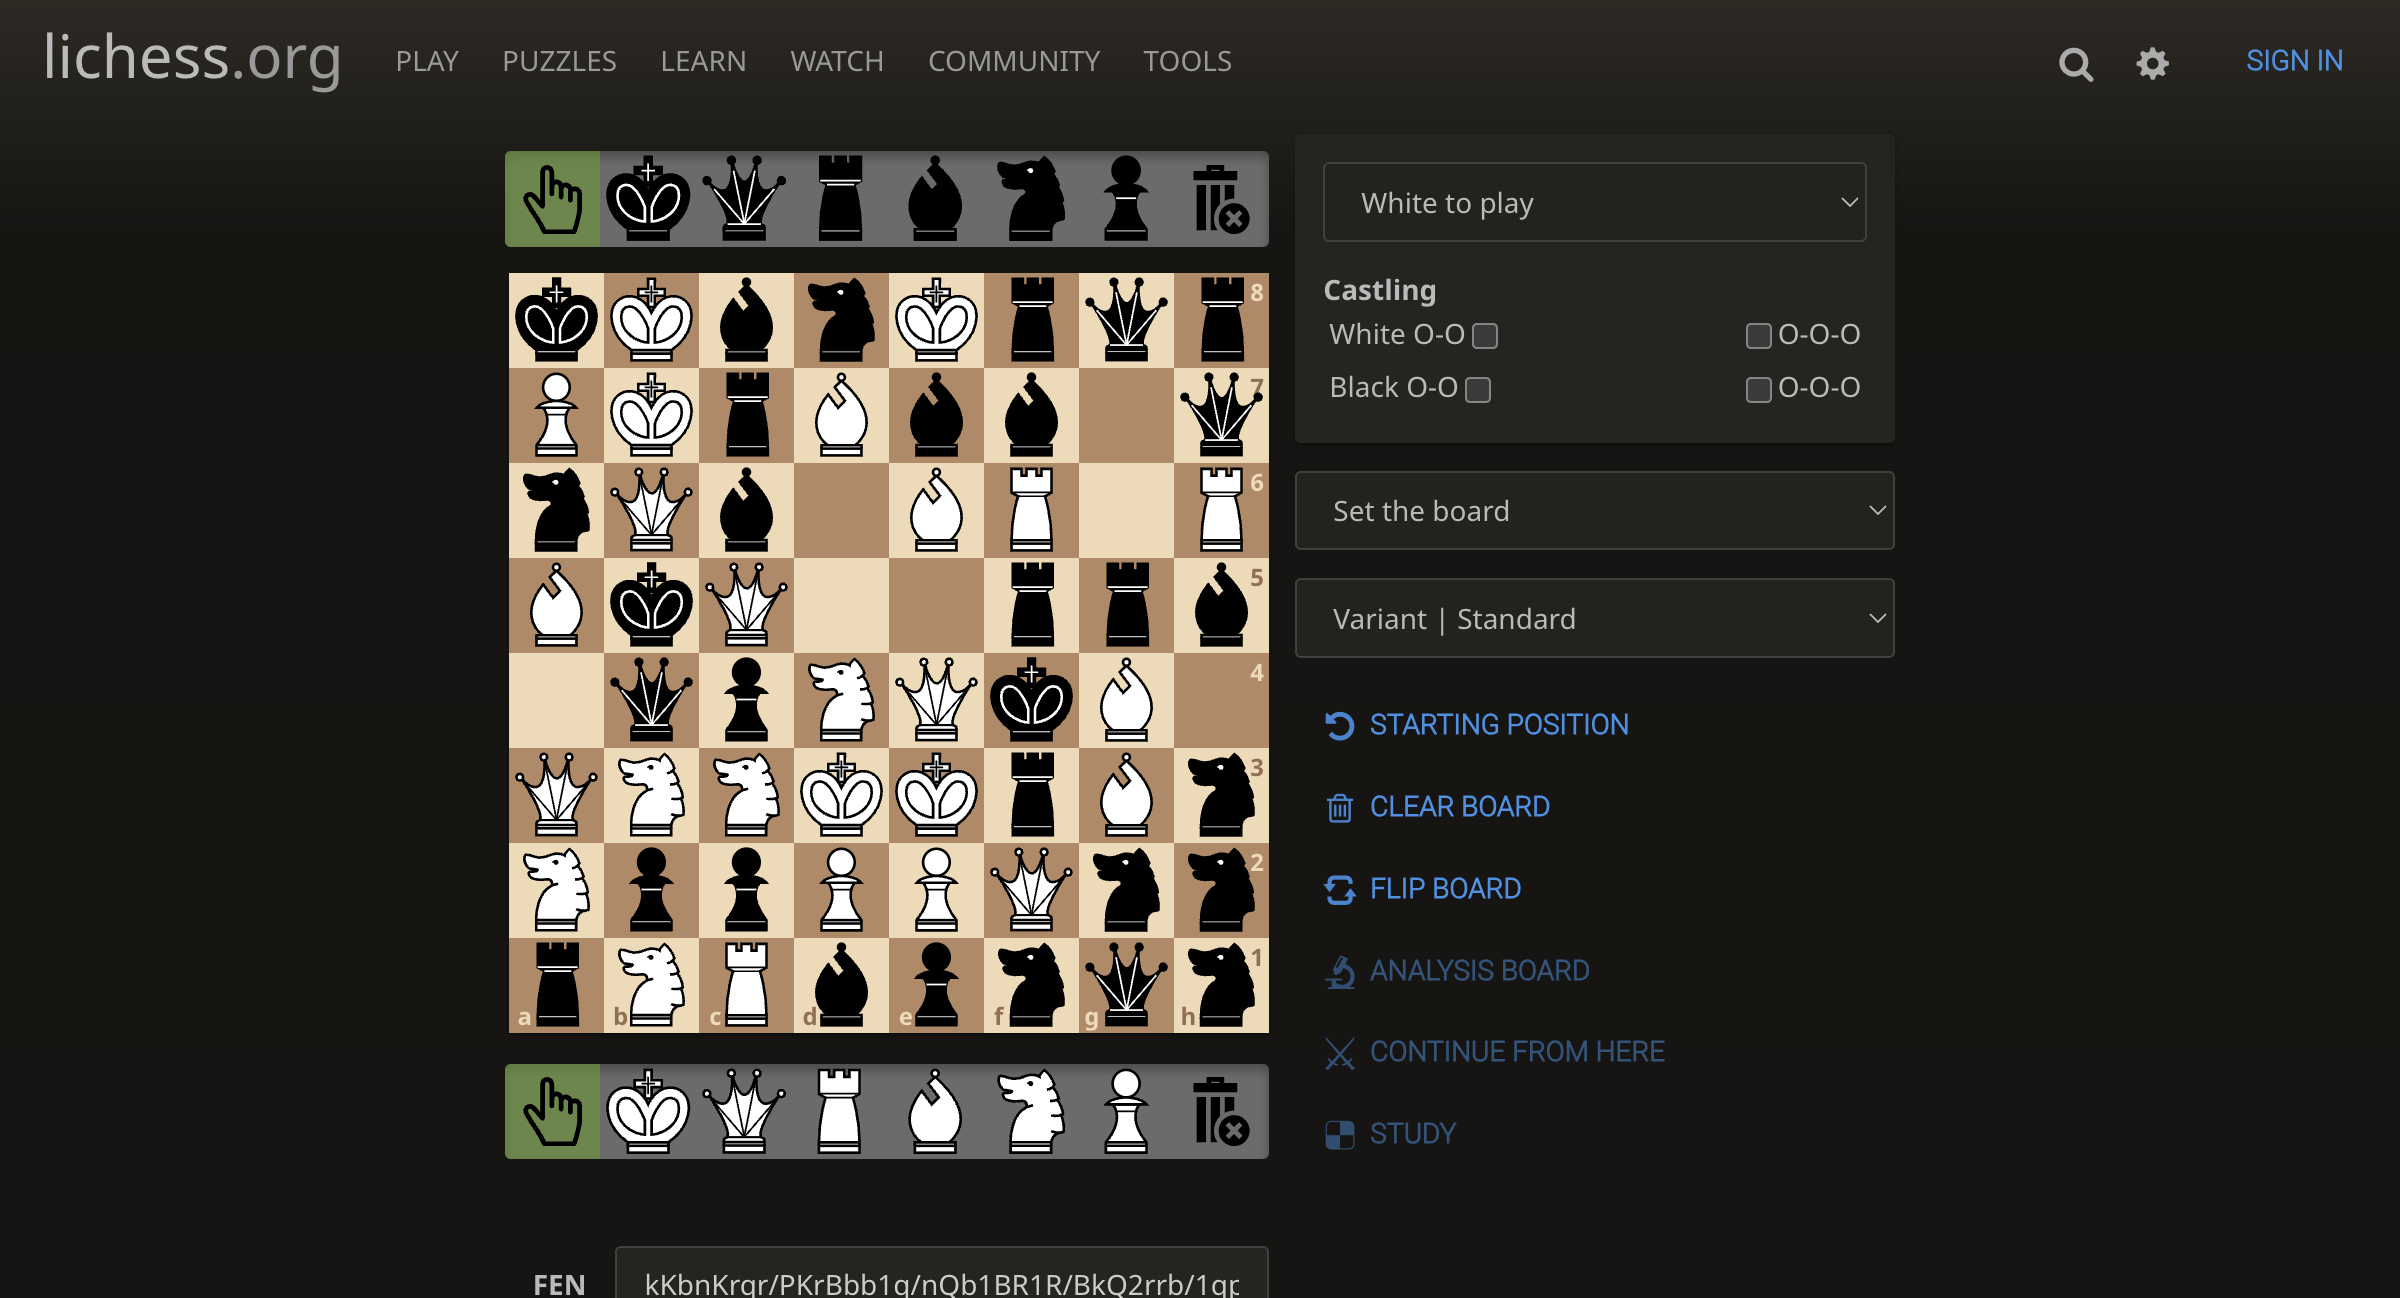 lichess.org PLAY PUZZLES LEARN WATCH COMMUNITY TOOLS SIGN IN
White to play
Castling
White O-O O-O-O
Black O-O O-O-O
Set the board
Variant | Standard
STARTING POSITION
CLEAR BOARD
FLIP BOARD
ANALYSIS BOARD
CONTINUE FROM HERE
STUDY
8
7
6
5
4
3
2
1
a b c d e f g h
FEN kKbnKrqr/PKrBbb1q/nQb1BR1R/BkQ2rrb/1qp